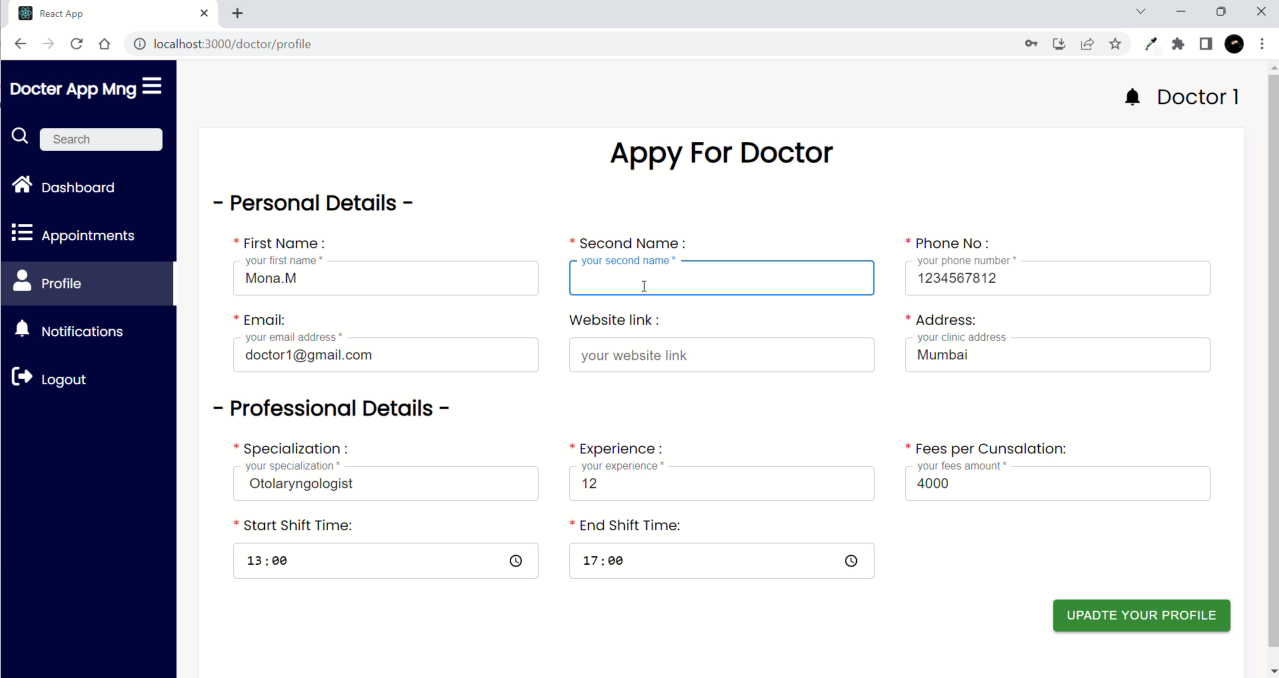 React App
localhost:3000/doctor/profile
Docter App Mng
Doctor 1
Search
Dashboard
Appointments
Profile
Notifications
Logout
Appy For Doctor
- Personal Details -
* First Name :
your first name *
Mona.M
* Second Name :
your second name *
* Phone No :
your phone number *
1234567812
* Email:
your email address *
doctor1@gmail.com
Website link :
your website link
* Address:
your clinic address
Mumbai
- Professional Details -
* Specialization :
your specialization *
Otolaryngologist
* Experience :
your experience *
12
* Fees per Cunsalation:
your fees amount *
4000
* Start Shift Time:
13:00
* End Shift Time:
17:00
UPADTE YOUR PROFILE